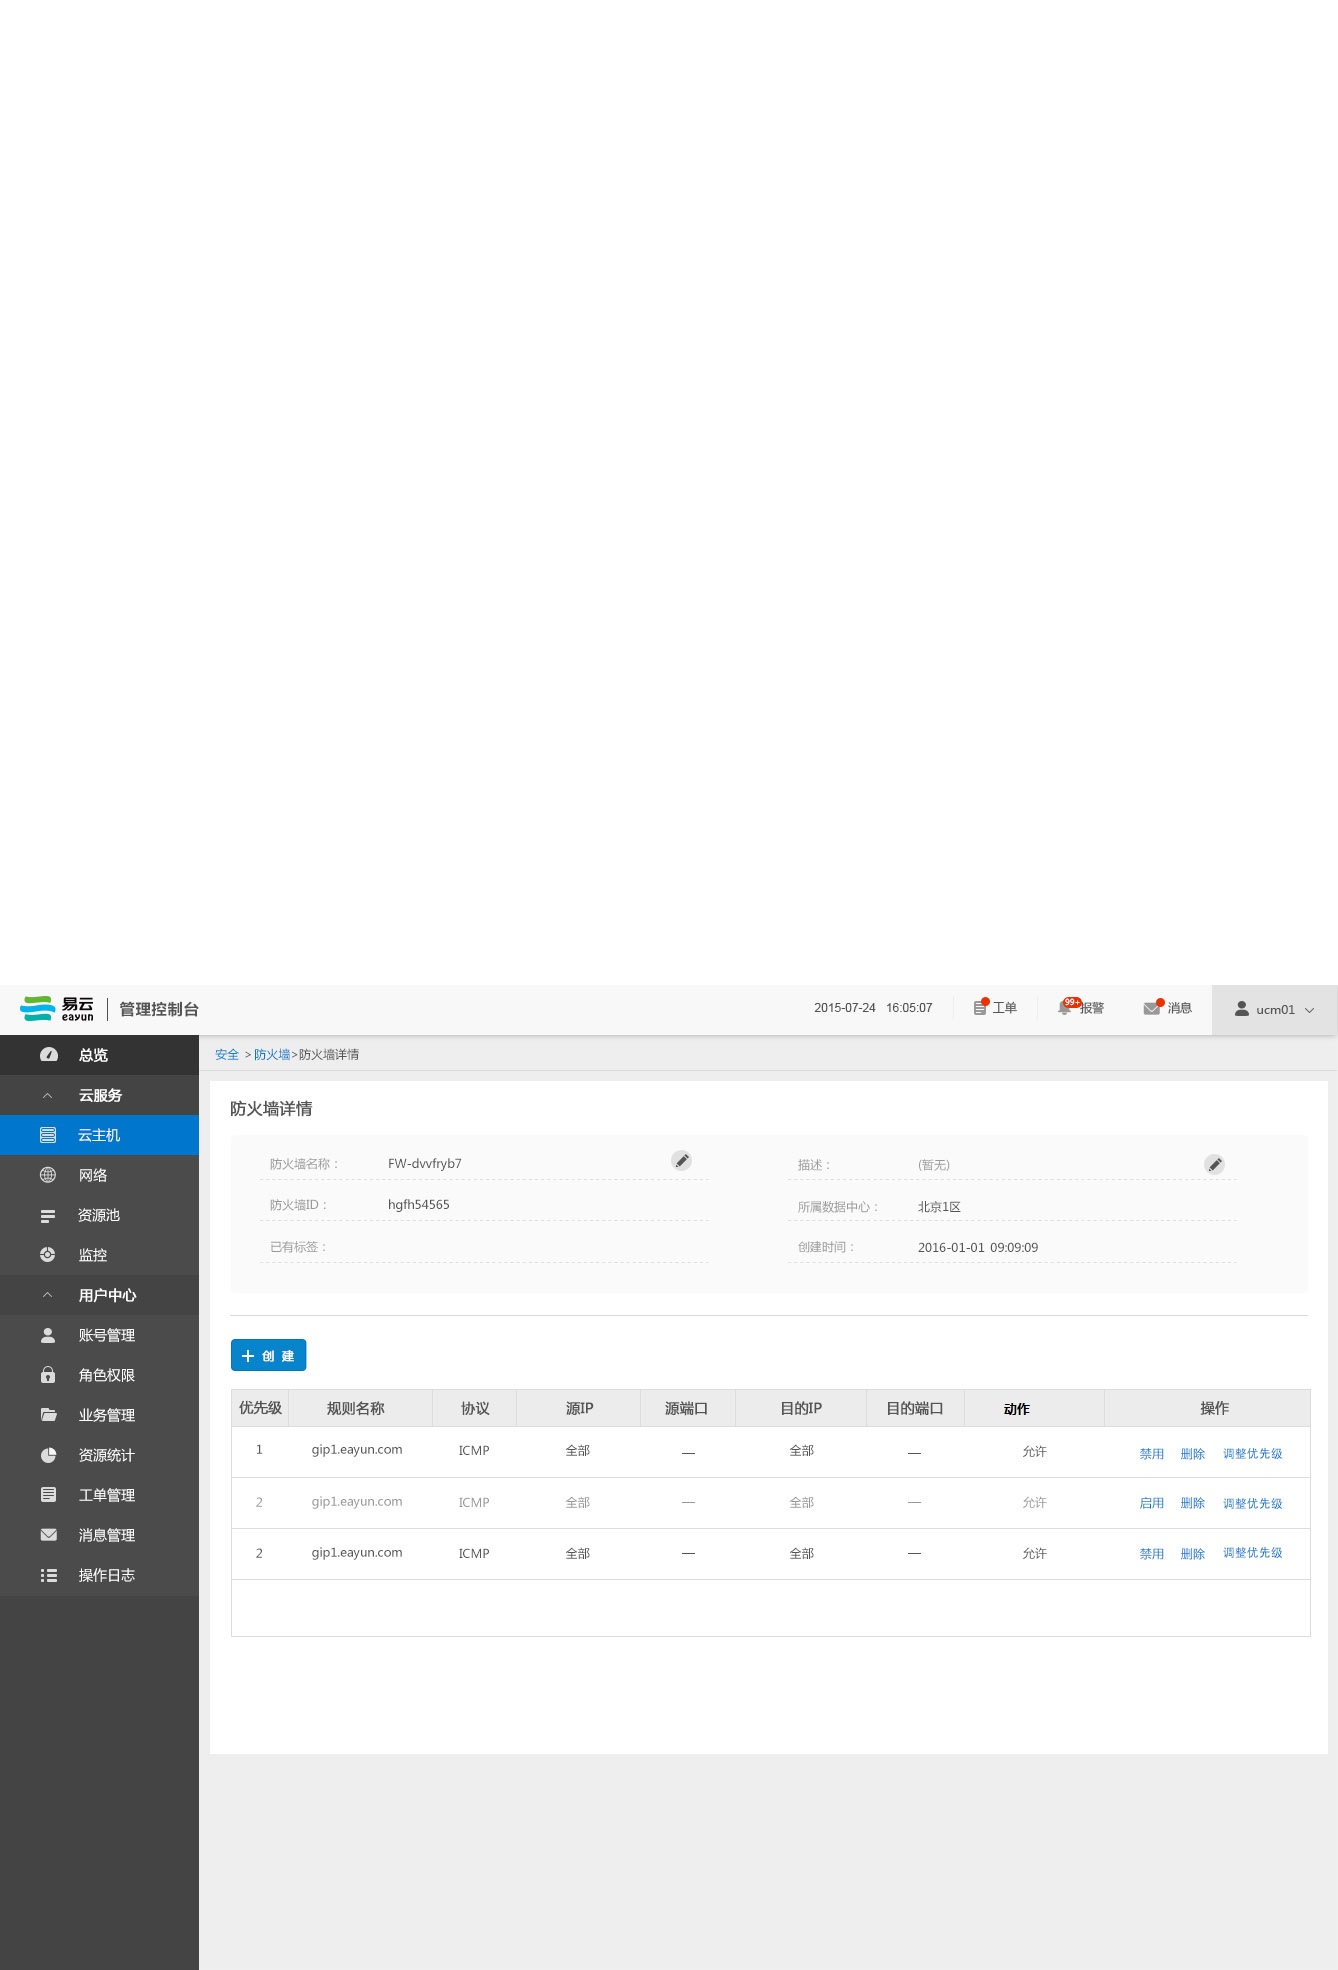 易云 eayun 管理控制台 2015-07-24 16:05:07 工单 99+ 报警 消息 ucm01
总览
云服务
云主机
网络
资源池
监控
用户中心
账号管理
角色权限
业务管理
资源统计
工单管理
消息管理
操作日志
安全 > 防火墙>防火墙详情
防火墙详情
防火墙名称： FW-dvvfryb7 描述： (暂无)
防火墙ID： hgfh54565 所属数据中心： 北京1区
已有标签： 创建时间： 2016-01-01 09:09:09
创 建
优先级 规则名称 协议 源IP 源端口 目的IP 目的端口 动作 操作
1 gip1.eayun.com ICMP 全部 — 全部 — 允许 禁用 删除 调整优先级
2 gip1.eayun.com ICMP 全部 — 全部 — 允许 启用 删除 调整优先级
2 gip1.eayun.com ICMP 全部 — 全部 — 允许 禁用 删除 调整优先级